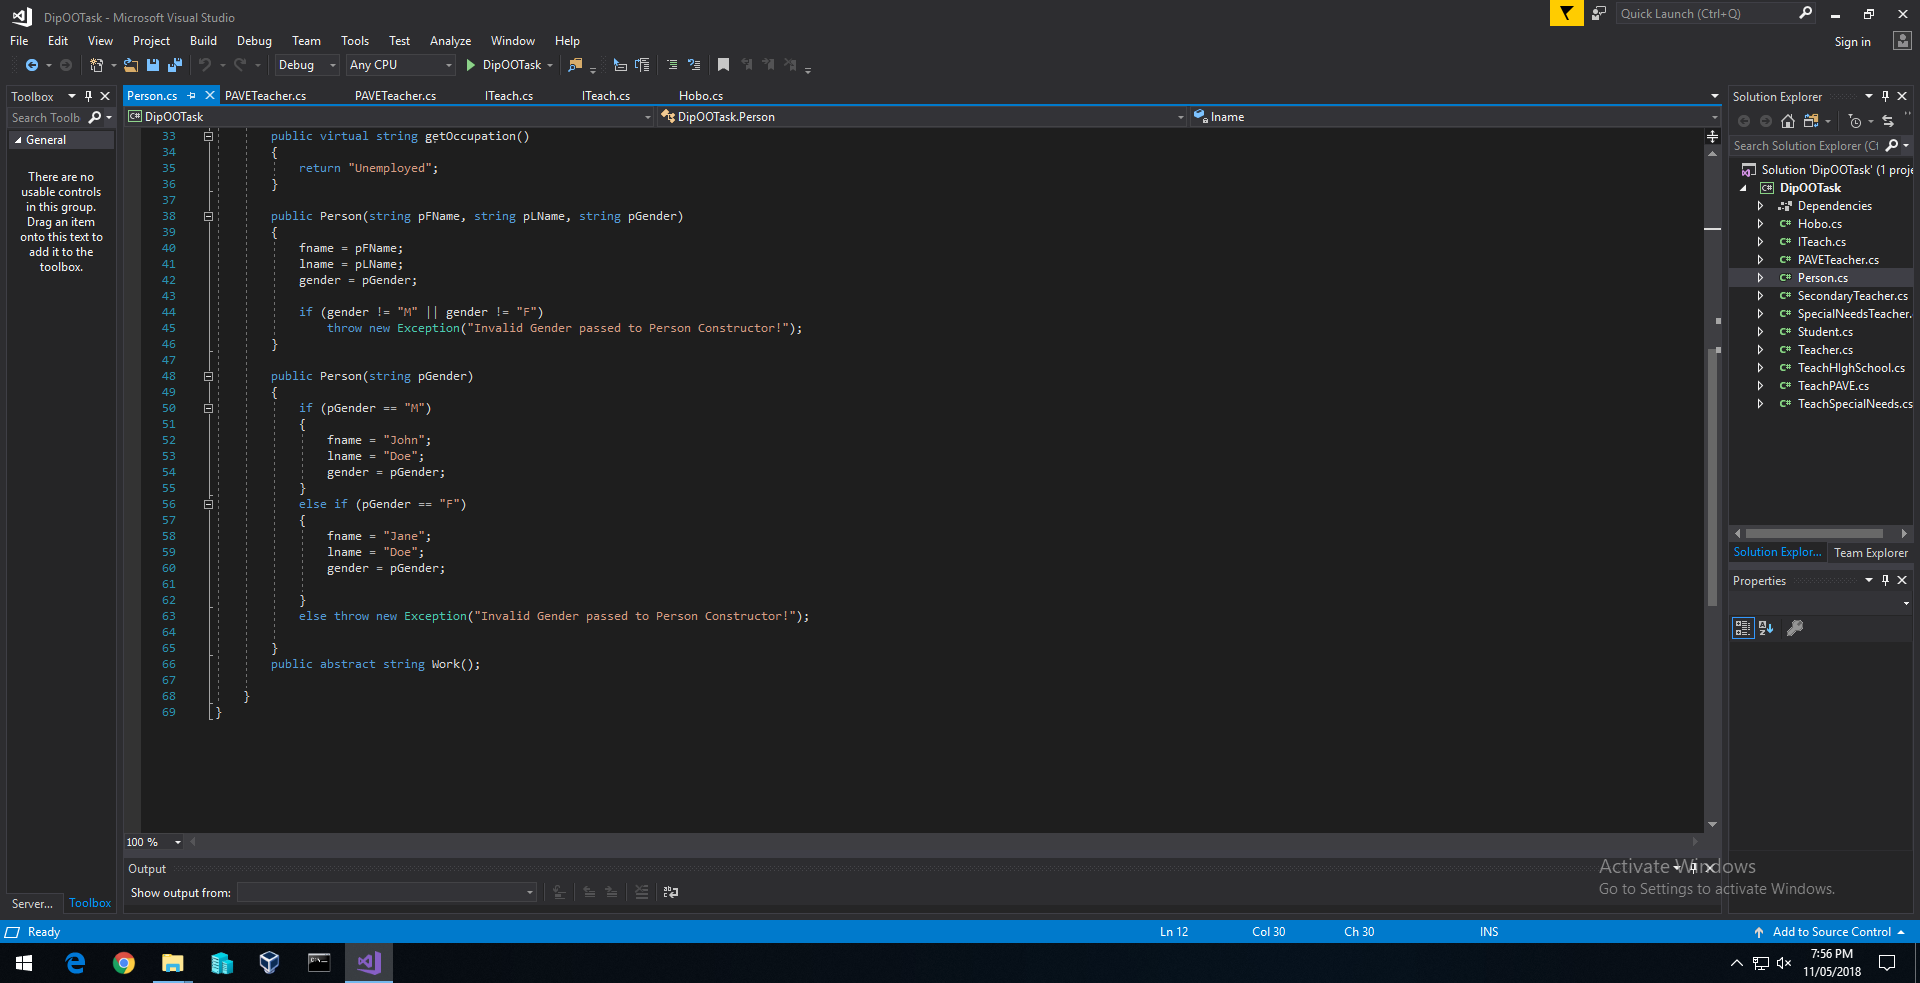 DipOOTask - Microsoft Visual Studio
Quick Launch (Ctrl+Q)
File Edit View Project Build Debug Team Tools Test Analyze Window Help
Sign in
Debug Any CPU DipOOTask
Toolbox
Search Toolb
General
There are no
usable controls
in this group.
Drag an item
onto this text to
add it to the
toolbox.
Server... Toolbox
Person.cs PAVETeacher.cs PAVETeacher.cs ITeach.cs ITeach.cs Hobo.cs
C# DipOOTask DipOOTask.Person lname
33 public virtual string getOccupation()
34 {
35 return "Unemployed";
36 }
37
38 public Person(string pFName, string pLName, string pGender)
39 {
40 fname = pFName;
41 lname = pLName;
42 gender = pGender;
43
44 if (gender != "M" || gender != "F")
45 throw new Exception("Invalid Gender passed to Person Constructor!");
46 }
47
48 public Person(string pGender)
49 {
50 if (pGender == "M")
51 {
52 fname = "John";
53 lname = "Doe";
54 gender = pGender;
55 }
56 else if (pGender == "F")
57 {
58 fname = "Jane";
59 lname = "Doe";
60 gender = pGender;
61
62 }
63 else throw new Exception("Invalid Gender passed to Person Constructor!");
64
65 }
66 public abstract string Work();
67
68 }
69 }
100 %
Output
Show output from:
Solution Explorer
Search Solution Explorer (Ct
Solution 'DipOOTask' (1 proje
C# DipOOTask
Dependencies
C# Hobo.cs
C# ITeach.cs
C# PAVETeacher.cs
C# Person.cs
C# SecondaryTeacher.cs
C# SpecialNeedsTeacher.
C# Student.cs
C# Teacher.cs
C# TeachHIghSchool.cs
C# TeachPAVE.cs
C# TeachSpecialNeeds.cs
Solution Explor... Team Explorer
Properties
Activate Windows
Go to Settings to activate Windows.
Ready Ln 12 Col 30 Ch 30 INS Add to Source Control
7:56 PM
11/05/2018